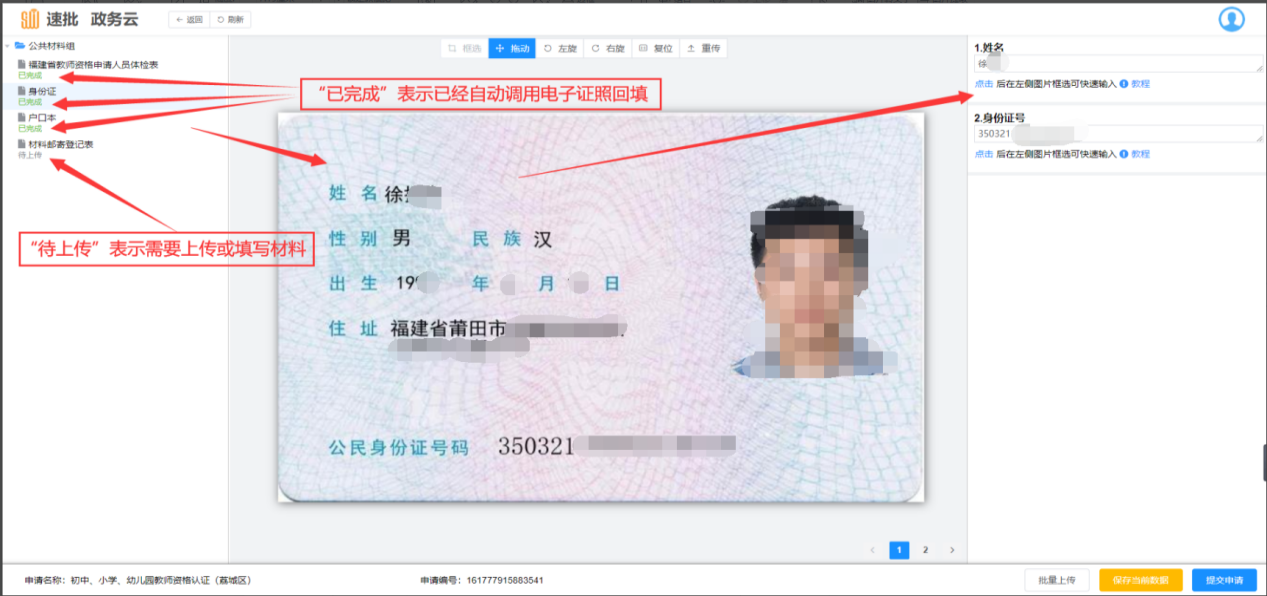 速批 政务云
返回 刷新
公共材料组
福建省教师资格申请人员体检表
已完成
身份证
已完成
户口本
已完成
材料邮寄登记表
待上传
框选 拖动 左旋 右旋 复位 重传
“已完成”表示已经自动调用电子证照回填
“待上传”表示需要上传或填写材料
姓 名 徐
性 别 男 民 族 汉
出 生 19 年 月 日
住 址 福建省莆田市
公民身份证号码 350321
1 2
1.姓名
徐
点击 后在左侧图片框选可快速输入 教程
2.身份证号
350321
点击 后在左侧图片框选可快速输入 教程
申请名称：初中、小学、幼儿园教师资格认证（荔城区） 申请编号：161777915883541
批量上传 保存当前数据 提交申请